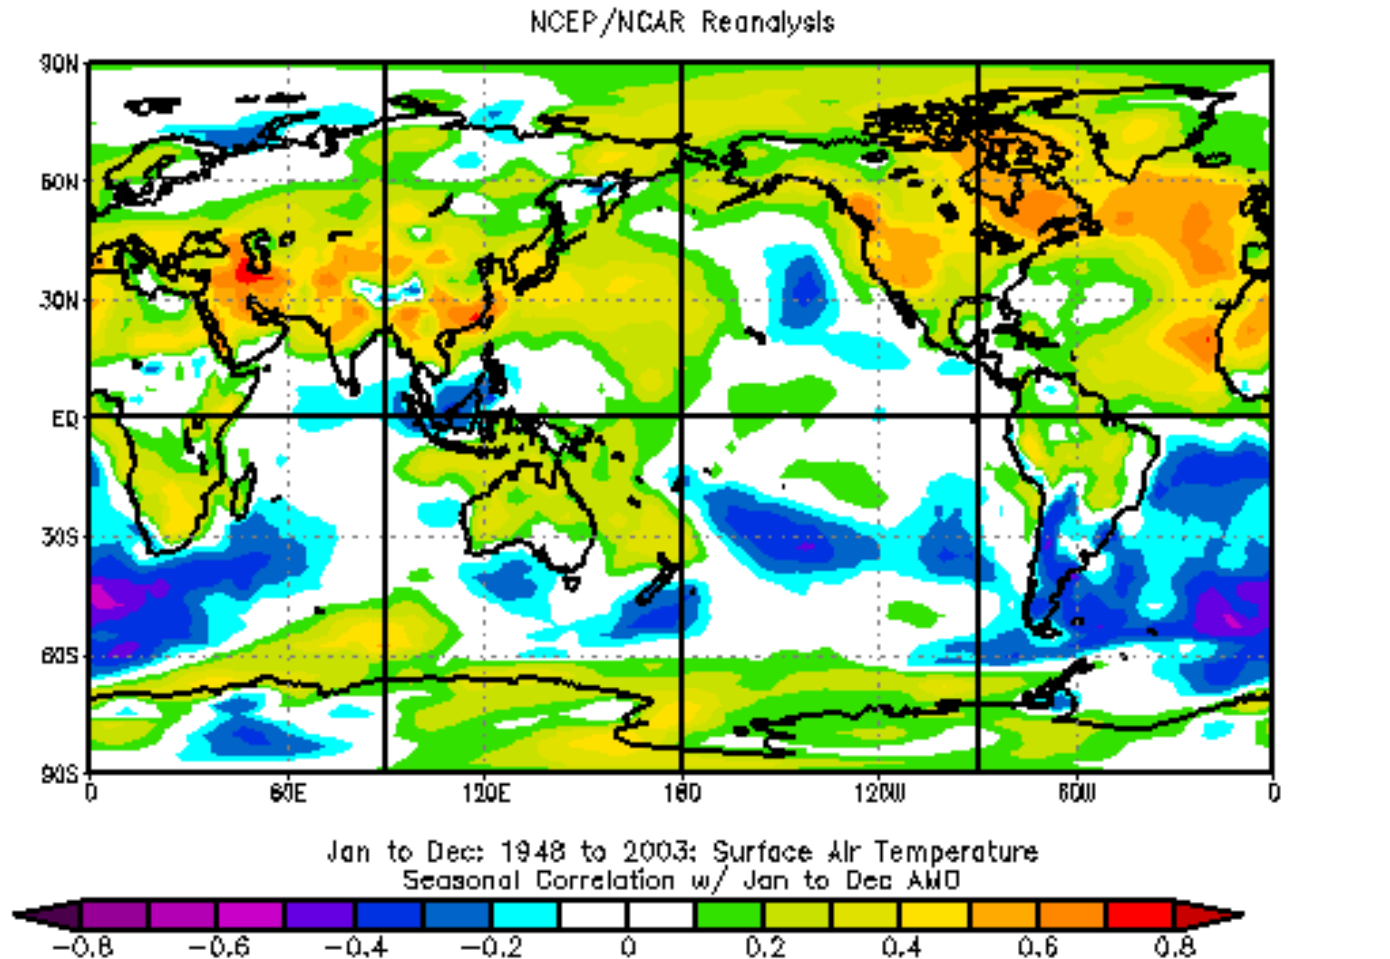 NCEP/NCAR Reanalysis
90N
60N
30N
EQ
30S
60S
90S
0 60E 120E 180 120W 60W 0
Jan to Dec: 1948 to 2003: Surface Air Temperature
Seasonal Correlation w/ Jan to Dec AMO
-0.8 -0.6 -0.4 -0.2 0 0.2 0.4 0.6 0.8